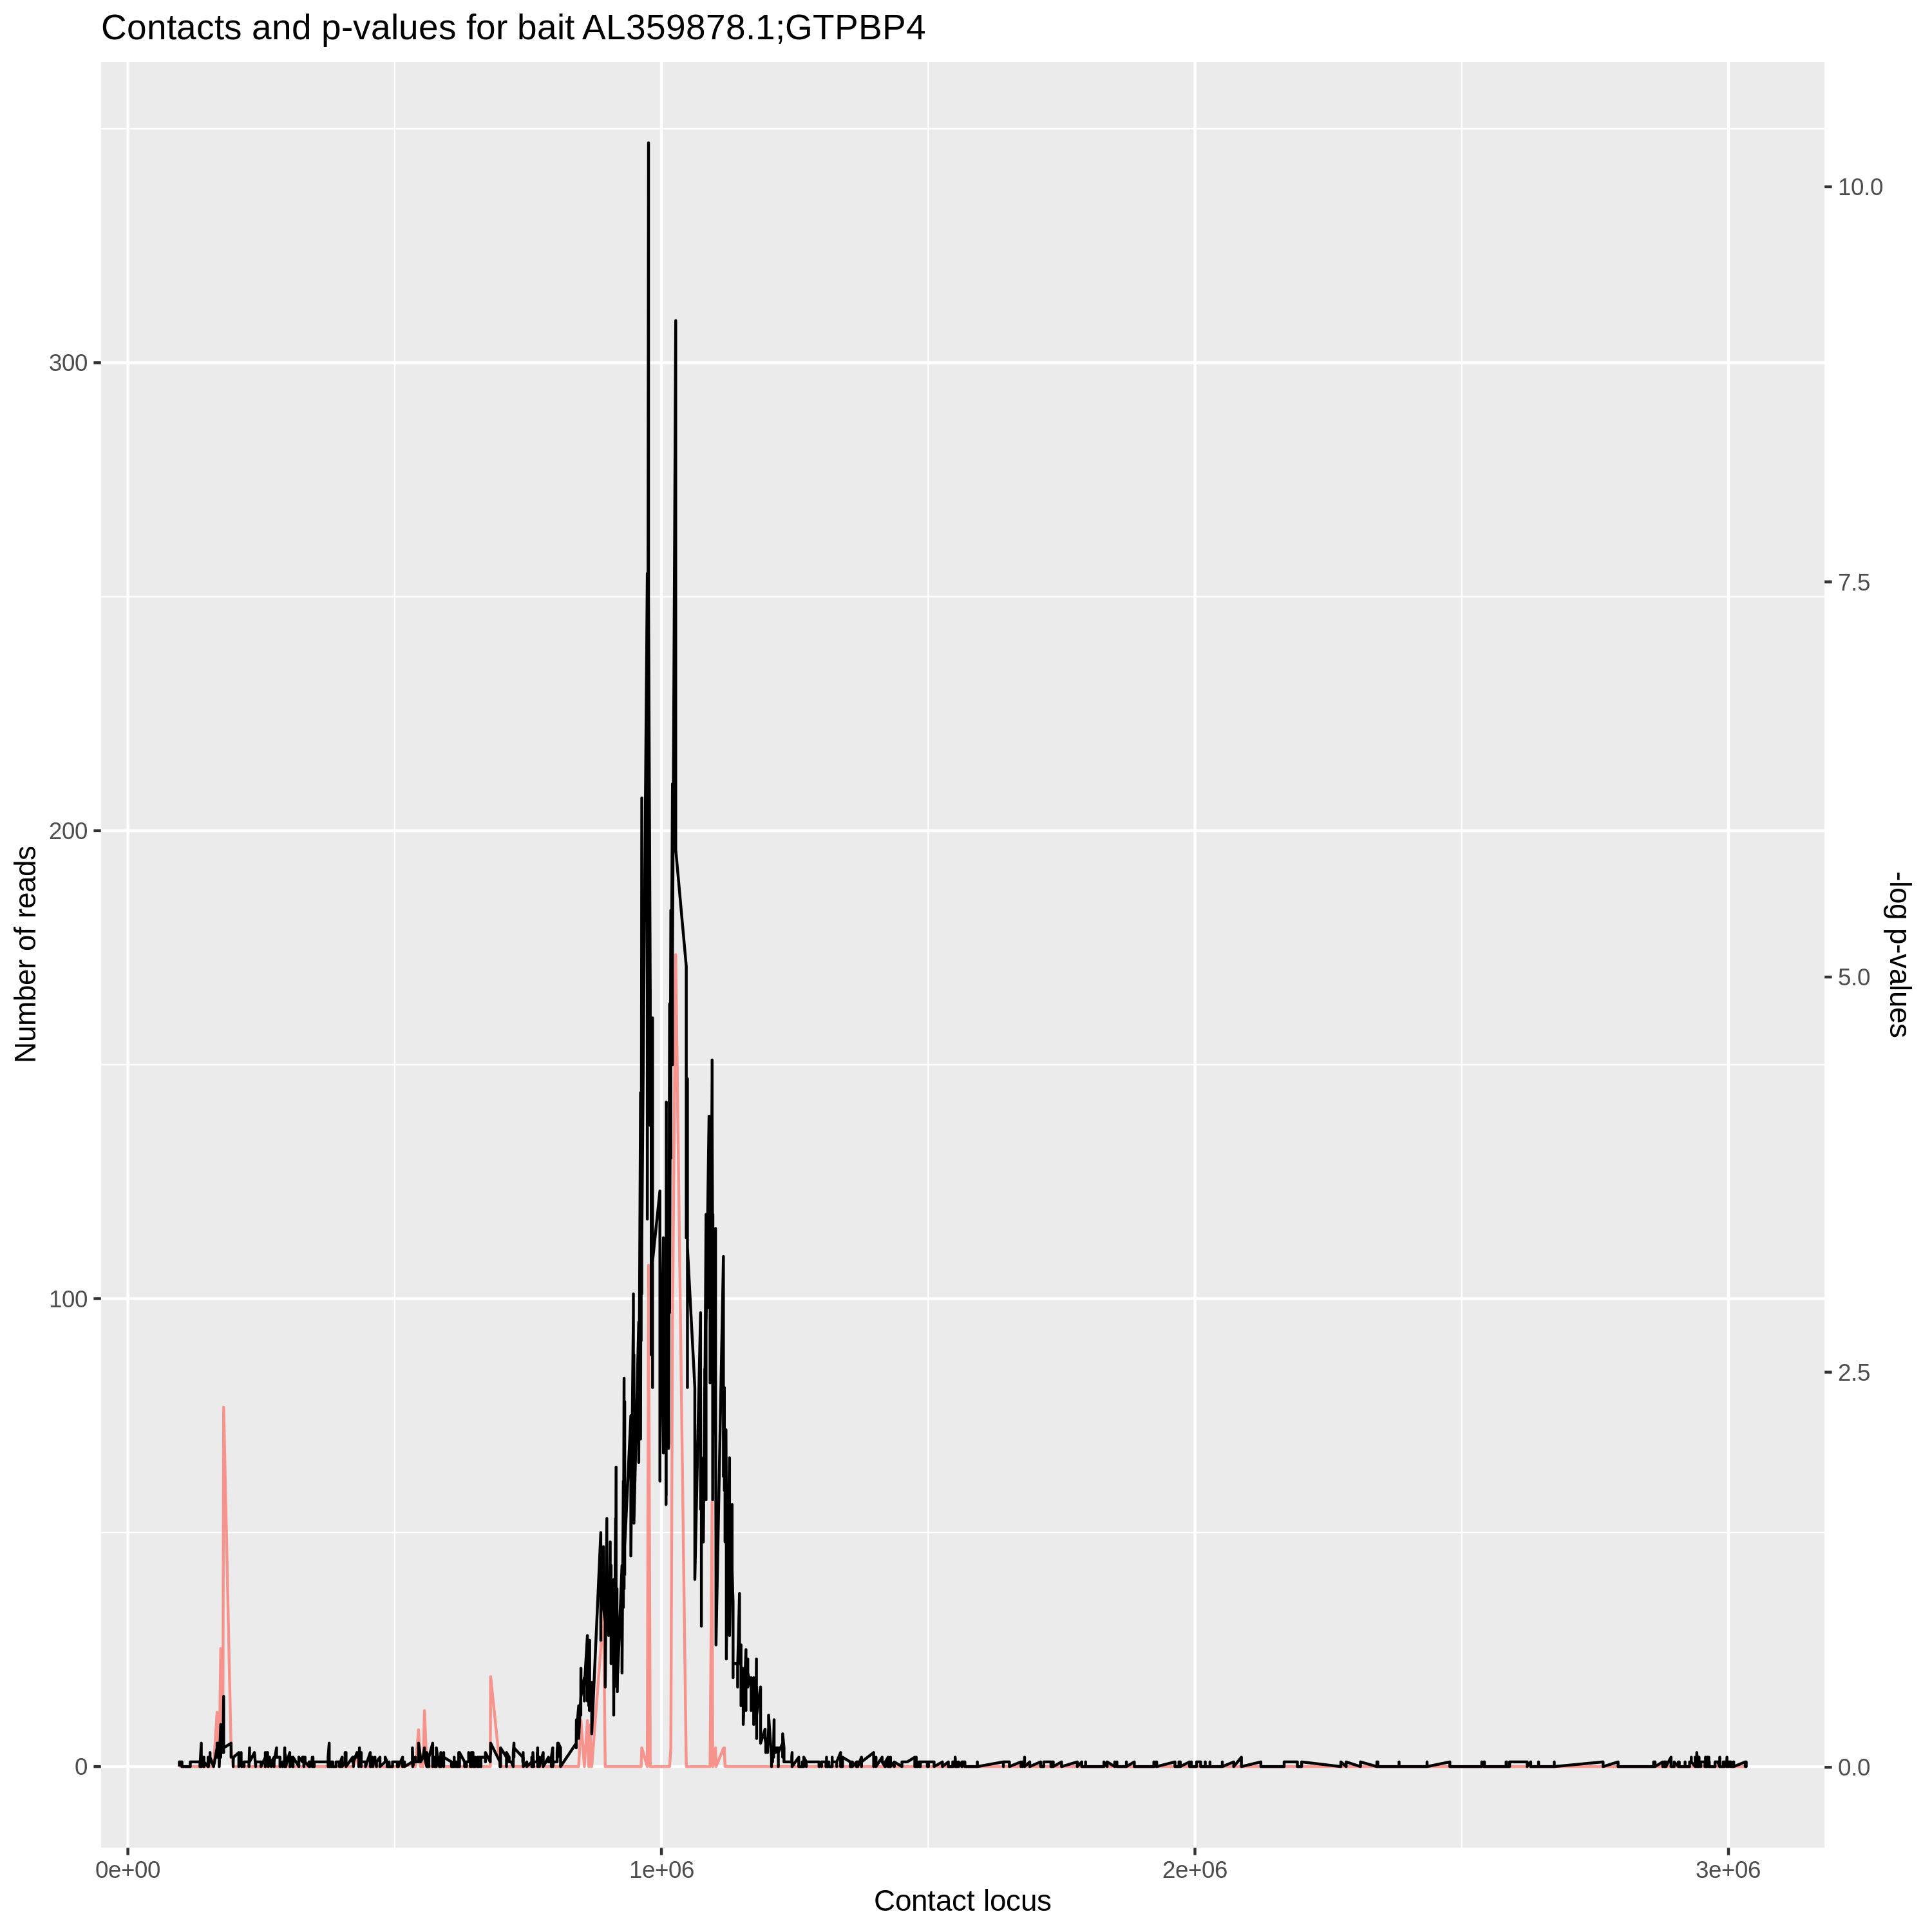 Contacts and p-values for bait AL359878.1;GTPBP4
Number of reads
300
200
100
0
10.0
7.5
5.0
2.5
0.0
-log p-values
0e+00
1e+06
2e+06
3e+06
Contact locus